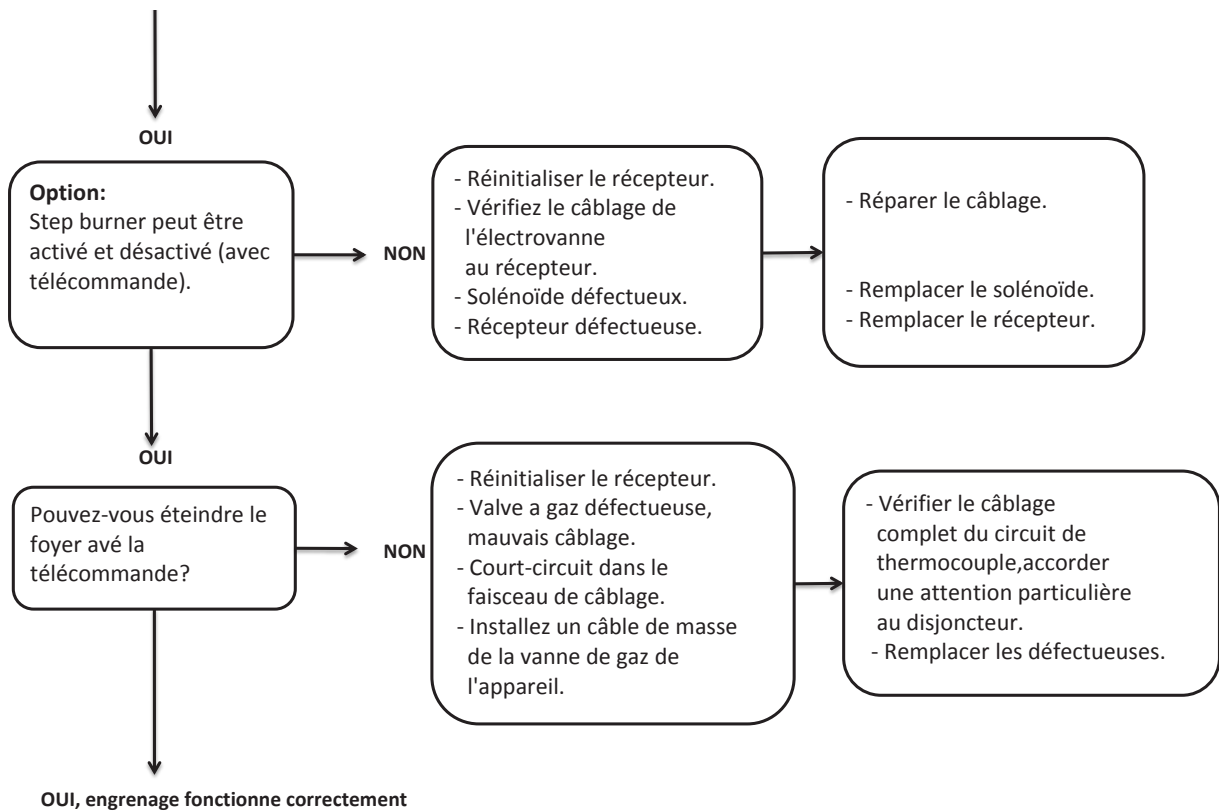 OUI
Option:
Step burner peut être
activé et désactivé (avec
télécommande).
NON
- Réinitialiser le récepteur.
- Vérifiez le câblage de
l'électrovanne
au récepteur.
- Solénoïde défectueux.
- Récepteur défectueuse.
- Réparer le câblage.
- Remplacer le solénoïde.
- Remplacer le récepteur.
OUI
Pouvez-vous éteindre le
foyer avé la
télécommande?
NON
- Réinitialiser le récepteur.
- Valve a gaz défectueuse,
mauvais câblage.
- Court-circuit dans le
faisceau de câblage.
- Installez un câble de masse
de la vanne de gaz de
l'appareil.
- Vérifier le câblage
complet du circuit de
thermocouple,accorder
une attention particulière
au disjoncteur.
- Remplacer les défectueuses.
OUI, engrenage fonctionne correctement